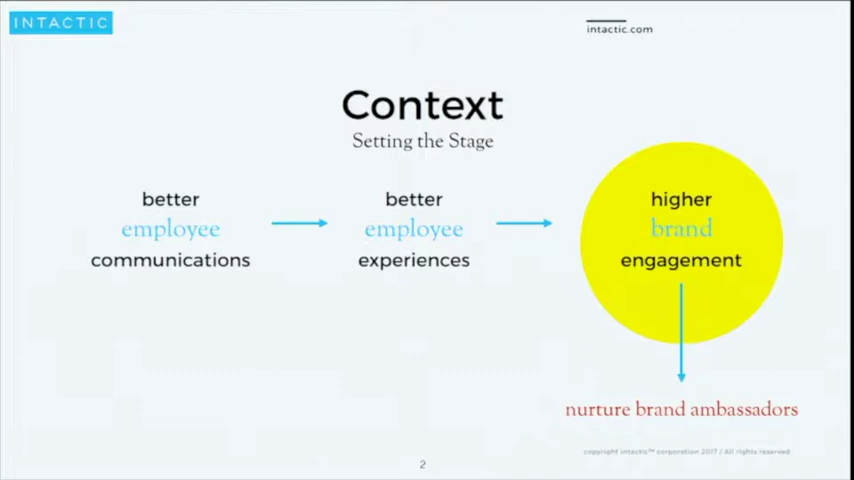 INTACTIC
intactic.com
Context
Setting the Stage
better
employee
communications
better
employee
experiences
higher
brand
engagement
nurture brand ambassadors
copyright intactic™ corporation 2017 / All rights reserved
2